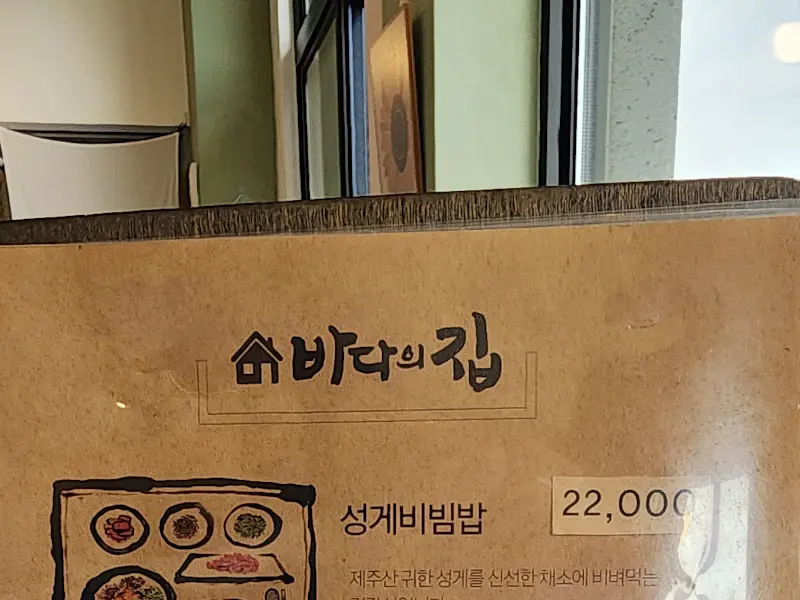 바다의 집
성게비빔밥 22,000
제주산 귀한 성게를 신선한 채소에 비벼먹는